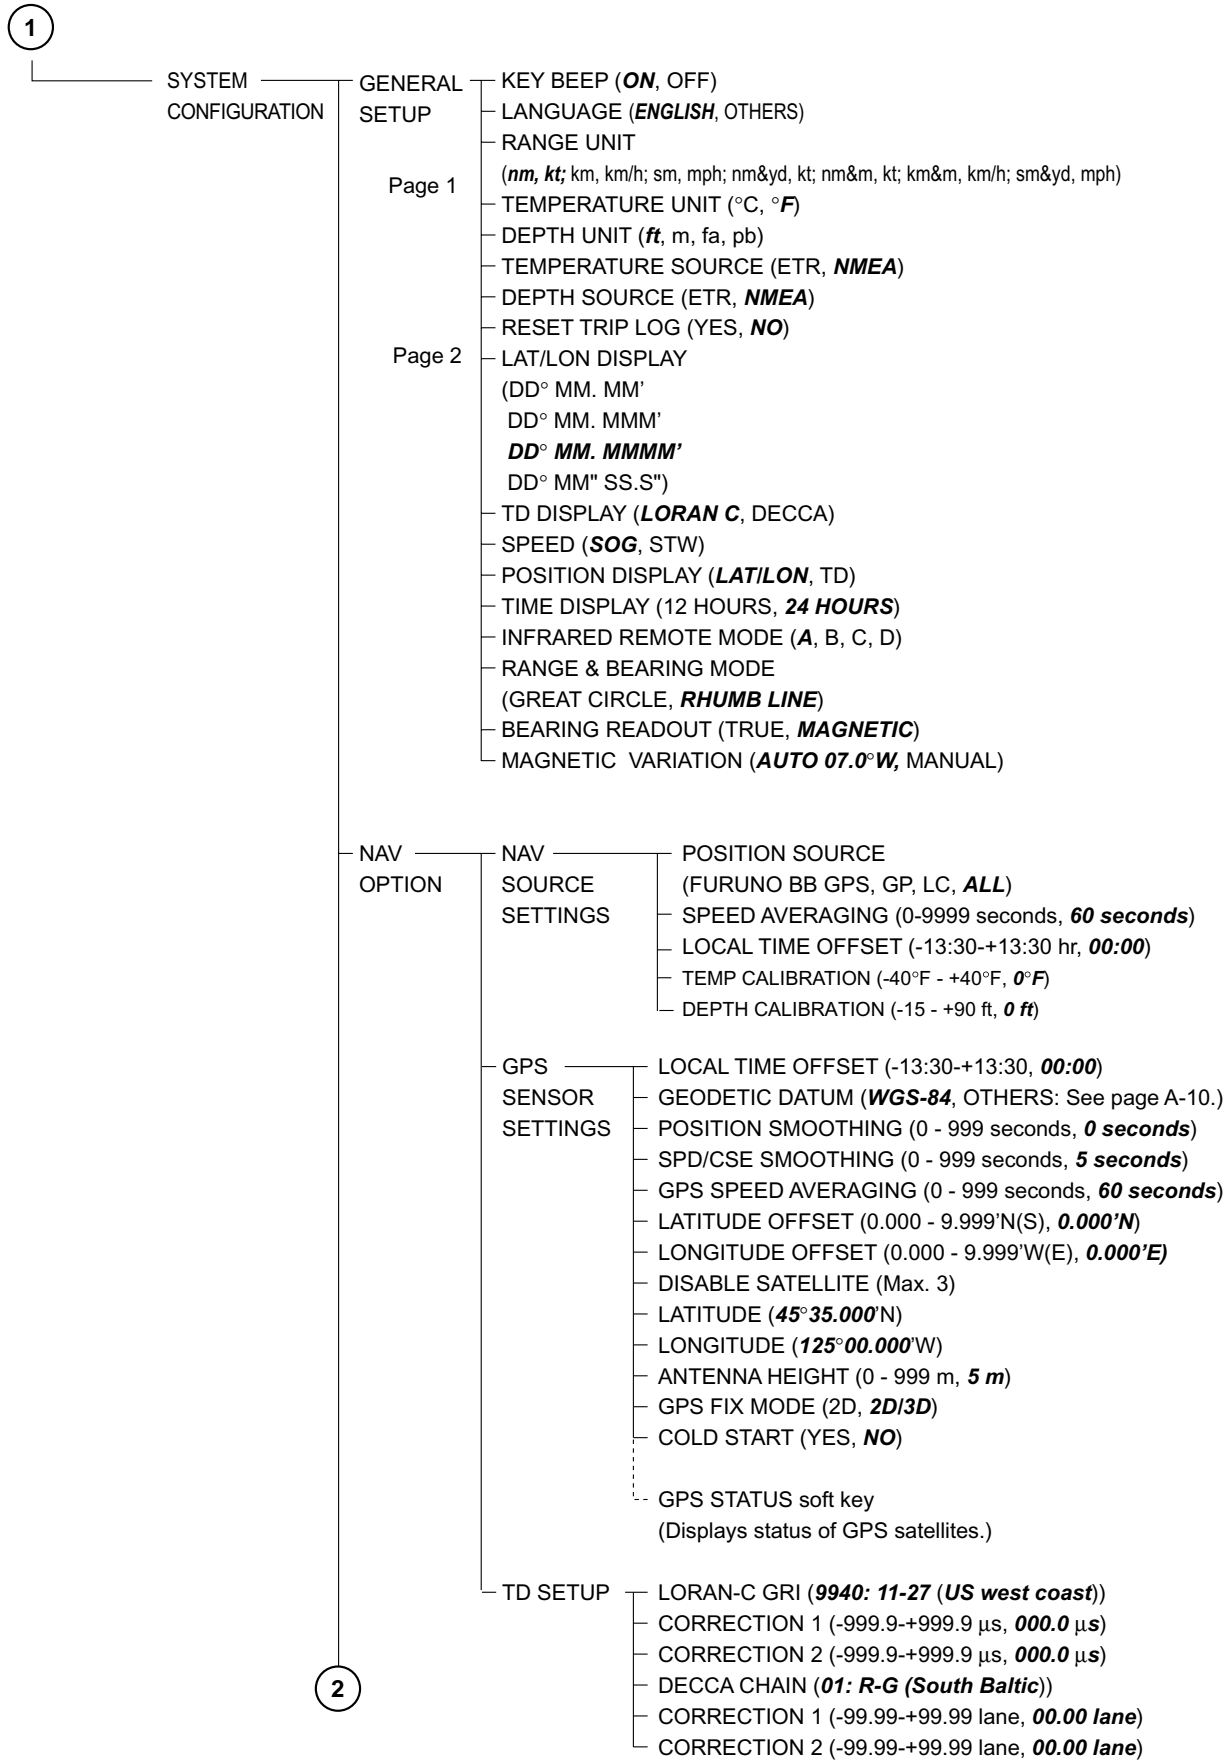 1
SYSTEM
CONFIGURATION
GENERAL
SETUP
Page 1
Page 2
KEY BEEP (ON, OFF)
LANGUAGE (ENGLISH, OTHERS)
RANGE UNIT
(nm, kt; km, km/h; sm, mph; nm&yd, kt; nm&m, kt; km&m, km/h; sm&yd, mph)
TEMPERATURE UNIT (°C, °F)
DEPTH UNIT (ft, m, fa, pb)
TEMPERATURE SOURCE (ETR, NMEA)
DEPTH SOURCE (ETR, NMEA)
RESET TRIP LOG (YES, NO)
LAT/LON DISPLAY
(DD° MM. MM’
DD° MM. MMM’
DD° MM. MMMM’
DD° MM" SS.S")
TD DISPLAY (LORAN C, DECCA)
SPEED (SOG, STW)
POSITION DISPLAY (LAT/LON, TD)
TIME DISPLAY (12 HOURS, 24 HOURS)
INFRARED REMOTE MODE (A, B, C, D)
RANGE & BEARING MODE
(GREAT CIRCLE, RHUMB LINE)
BEARING READOUT (TRUE, MAGNETIC)
MAGNETIC VARIATION (AUTO 07.0°W, MANUAL)
NAV
OPTION
NAV
SOURCE
SETTINGS
POSITION SOURCE
(FURUNO BB GPS, GP, LC, ALL)
SPEED AVERAGING (0-9999 seconds, 60 seconds)
LOCAL TIME OFFSET (-13:30-+13:30 hr, 00:00)
TEMP CALIBRATION (-40°F - +40°F, 0°F)
DEPTH CALIBRATION (-15 - +90 ft, 0 ft)
GPS
SENSOR
SETTINGS
LOCAL TIME OFFSET (-13:30-+13:30, 00:00)
GEODETIC DATUM (WGS-84, OTHERS: See page A-10.)
POSITION SMOOTHING (0 - 999 seconds, 0 seconds)
SPD/CSE SMOOTHING (0 - 999 seconds, 5 seconds)
GPS SPEED AVERAGING (0 - 999 seconds, 60 seconds)
LATITUDE OFFSET (0.000 - 9.999’N(S), 0.000’N)
LONGITUDE OFFSET (0.000 - 9.999’W(E), 0.000’E)
DISABLE SATELLITE (Max. 3)
LATITUDE (45°35.000’N)
LONGITUDE (125°00.000’W)
ANTENNA HEIGHT (0 - 999 m, 5 m)
GPS FIX MODE (2D, 2D/3D)
COLD START (YES, NO)
GPS STATUS soft key
(Displays status of GPS satellites.)
TD SETUP
LORAN-C GRI (9940: 11-27 (US west coast))
CORRECTION 1 (-999.9-+999.9 µs, 000.0 µs)
CORRECTION 2 (-999.9-+999.9 µs, 000.0 µs)
DECCA CHAIN (01: R-G (South Baltic))
CORRECTION 1 (-99.99-+99.99 lane, 00.00 lane)
CORRECTION 2 (-99.99-+99.99 lane, 00.00 lane)
2